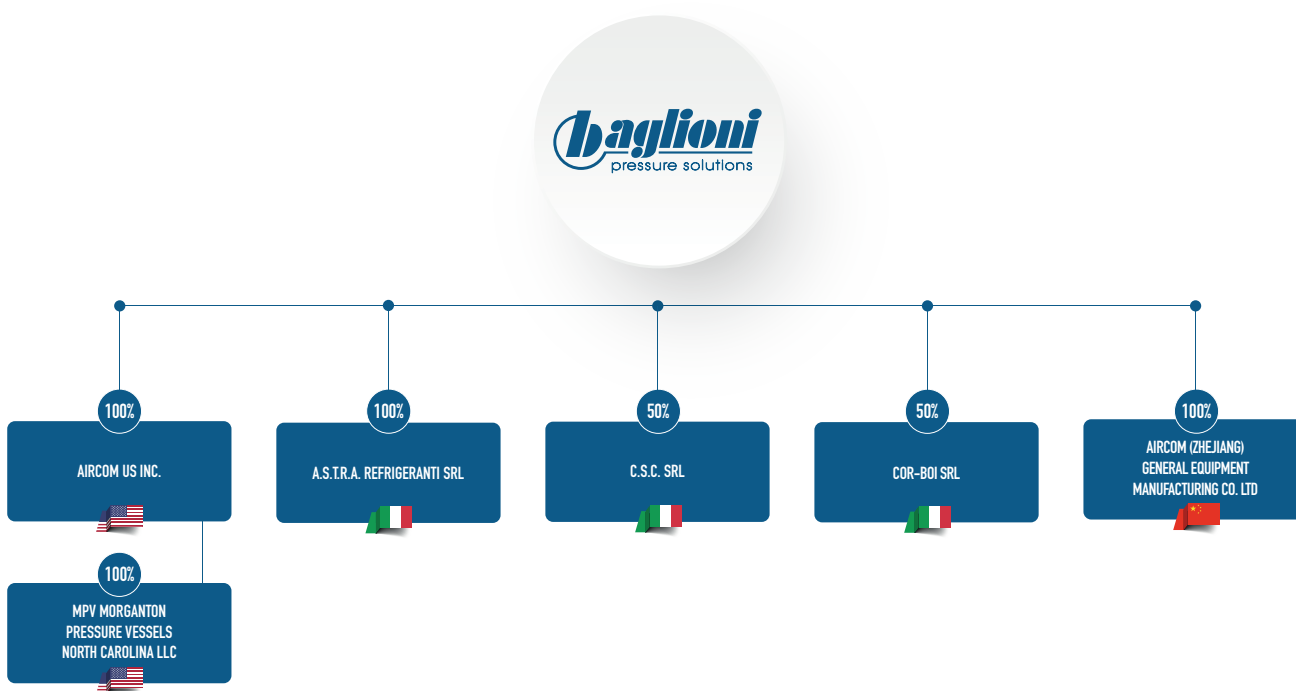 baglioni
pressure solutions
100%
AIRCOM US INC.
100%
A.S.T.R.A. REFRIGERANTI SRL
50%
C.S.C. SRL
50%
COR-BOI SRL
100%
AIRCOM (ZHEJIANG)
GENERAL EQUIPMENT
MANUFACTURING CO. LTD
100%
MPV MORGANTON
PRESSURE VESSELS
NORTH CAROLINA LLC